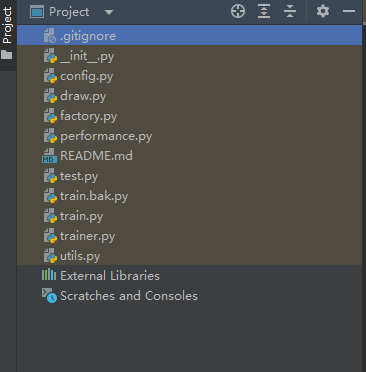 Project
Project
.gitignore
__init__.py
config.py
draw.py
factory.py
performance.py
MD README.md
test.py
train.bak.py
train.py
trainer.py
utils.py
External Libraries
Scratches and Consoles